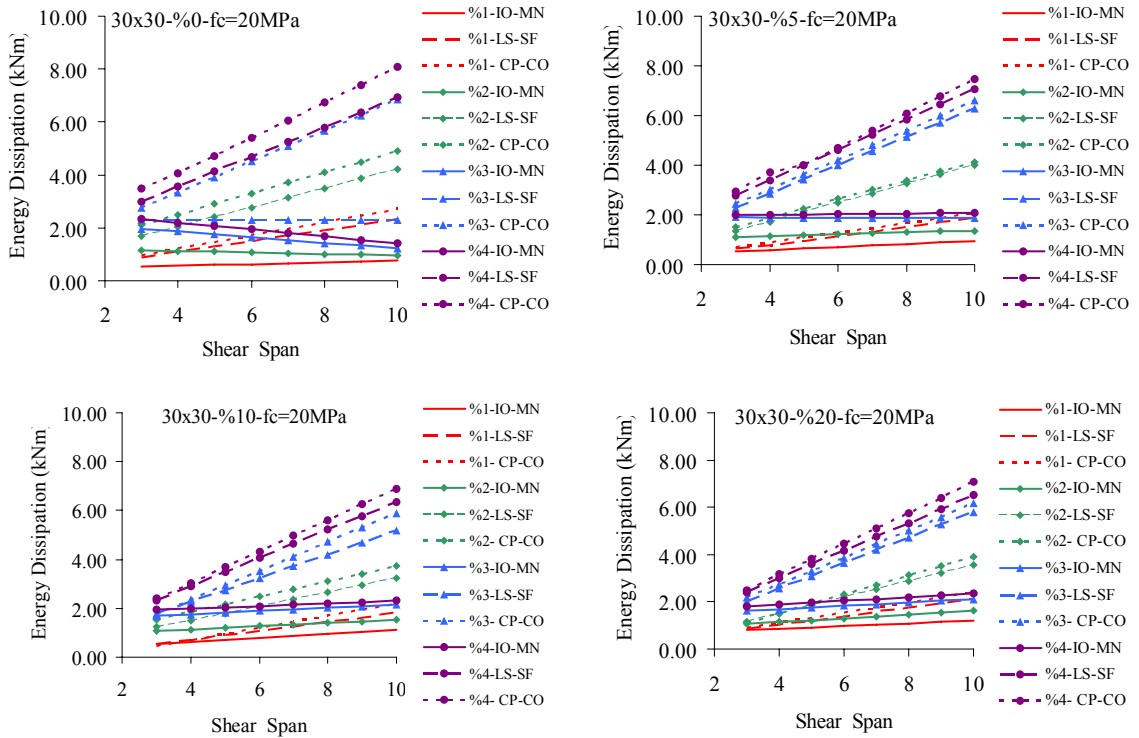 30x30-%0-fc=20MPa
Energy Dissipation (kNm)
10.00
8.00
6.00
4.00
2.00
0.00
2 4 6 8 10
Shear Span
%1-IO-MN
%1-LS-SF
%1- CP-CO
%2-IO-MN
%2-LS-SF
%2- CP-CO
%3-IO-MN
%3-LS-SF
%3- CP-CO
%4-IO-MN
%4-LS-SF
%4- CP-CO
30x30-%5-fc=20MPa
Energy Dissipation (kNm)
10.00
8.00
6.00
4.00
2.00
0.00
2 4 6 8 10
Shear Span
%1-IO-MN
%1-LS-SF
%1- CP-CO
%2-IO-MN
%2-LS-SF
%2- CP-CO
%3-IO-MN
%3-LS-SF
%3- CP-CO
%4-IO-MN
%4-LS-SF
%4- CP-CO
30x30-%10-fc=20MPa
Energy Dissipation (kNm)
10.00
8.00
6.00
4.00
2.00
0.00
2 4 6 8 10
Shear Span
%1-IO-MN
%1-LS-SF
%1- CP-CO
%2-IO-MN
%2-LS-SF
%2- CP-CO
%3-IO-MN
%3-LS-SF
%3- CP-CO
%4-IO-MN
%4-LS-SF
%4- CP-CO
30x30-%20-fc=20MPa
Energy Dissipation (kNm)
10.00
8.00
6.00
4.00
2.00
0.00
2 4 6 8 10
Shear Span
%1-IO-MN
%1-LS-SF
%1- CP-CO
%2-IO-MN
%2-LS-SF
%2- CP-CO
%3-IO-MN
%3-LS-SF
%3- CP-CO
%4-IO-MN
%4-LS-SF
%4- CP-CO